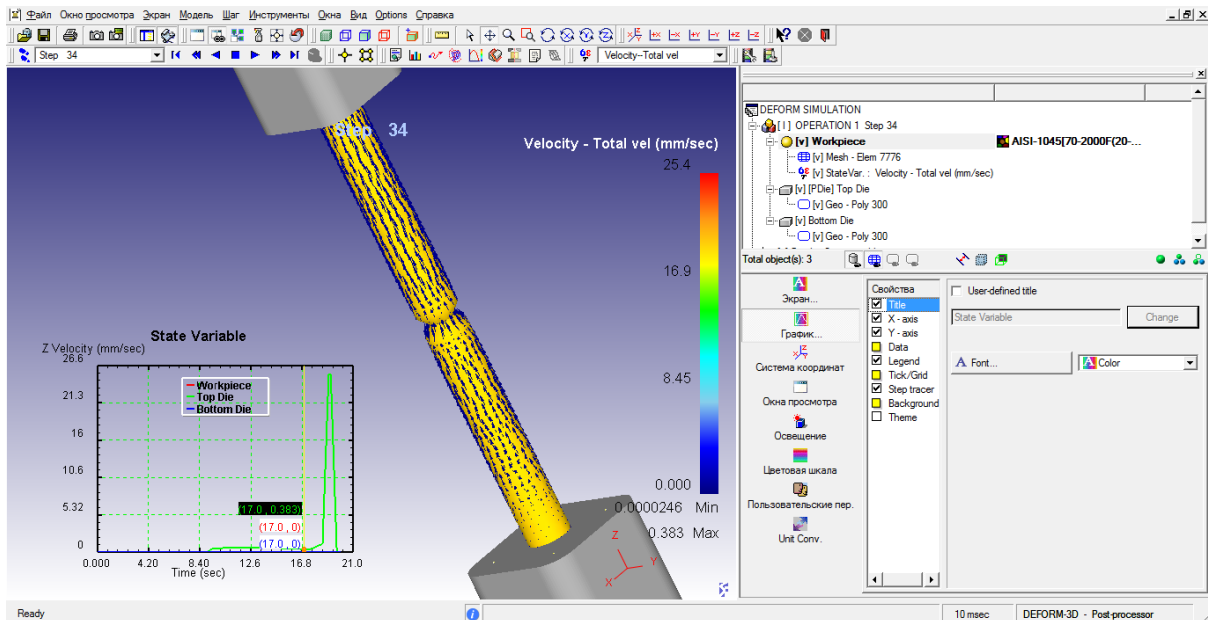 Файл Окно просмотра Экран Модель Шаг Инструменты Окна Вид Options Справка
Step 34
Velocity--Total vel
Step 34
Velocity - Total vel (mm/sec)
25.4
16.9
8.45
0.000
0.0000246 Min
0.383 Max
State Variable
Z Velocity (mm/sec)
26.6
21.3
16
10.6
5.32
0
Workpiece
Top Die
Bottom Die
(17.0 , 0.383)
(17.0 , 0)
(17.0 , 0)
0.000 4.20 8.40 12.6 16.8 21.0
Time (sec)
Z
Y
X
DEFORM SIMULATION
[1] OPERATION 1 Step 34
[v] Workpiece AISI-1045[70-2000F(20-...
[v] Mesh - Elem 7776
[v] StateVar. : Velocity - Total vel (mm/sec)
[v] [PDie] Top Die
[v] Geo - Poly 300
[v] Bottom Die
[v] Geo - Poly 300
Total object(s): 3
Экран...
График...
Система координат
Окна просмотра
Освещение
Цветовая шкала
Пользовательские пер.
Unit Conv.
Свойства
Title
X - axis
Y - axis
Data
Legend
Tick/Grid
Step tracer
Background
Theme
User-defined title
State Variable Change
A Font... Color
Ready 10 msec DEFORM-3D - Post-processor